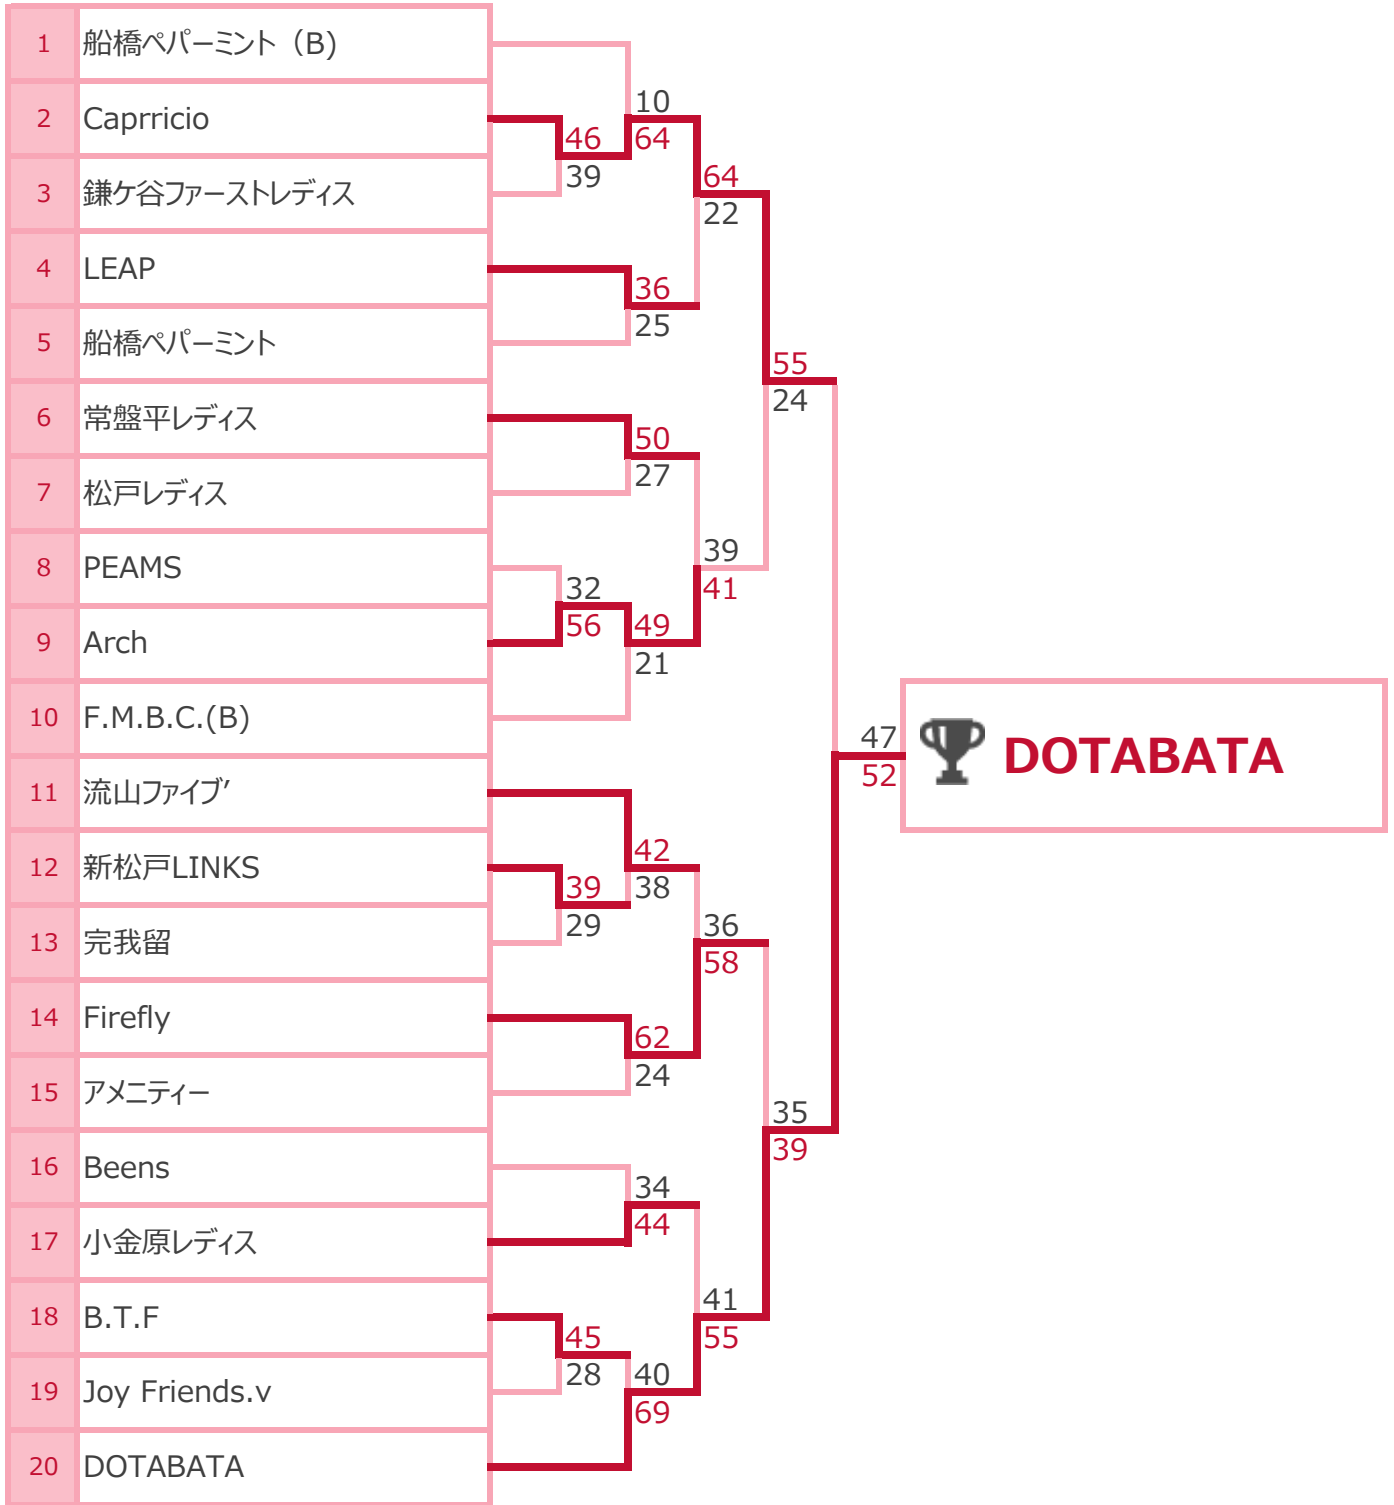 1 船橋ペパーミント（B)
10
2 Caprricio
46
64
39
64
3 鎌ケ谷ファーストレディス
22
4 LEAP
36
25
5 船橋ペパーミント
55
24
6 常盤平レディス
50
27
7 松戸レディス
39
8 PEAMS
32
41
56
49
9 Arch
21
10 F.M.B.C.(B)
47
DOTABATA
52
11 流山ファイブ’
42
12 新松戸LINKS
39
38
29
36
13 完我留
58
14 Firefly
62
24
15 アメニティー
35
39
16 Beens
34
44
17 小金原レディス
41
18 B.T.F
45
55
28
40
19 Joy Friends.v
69
20 DOTABATA